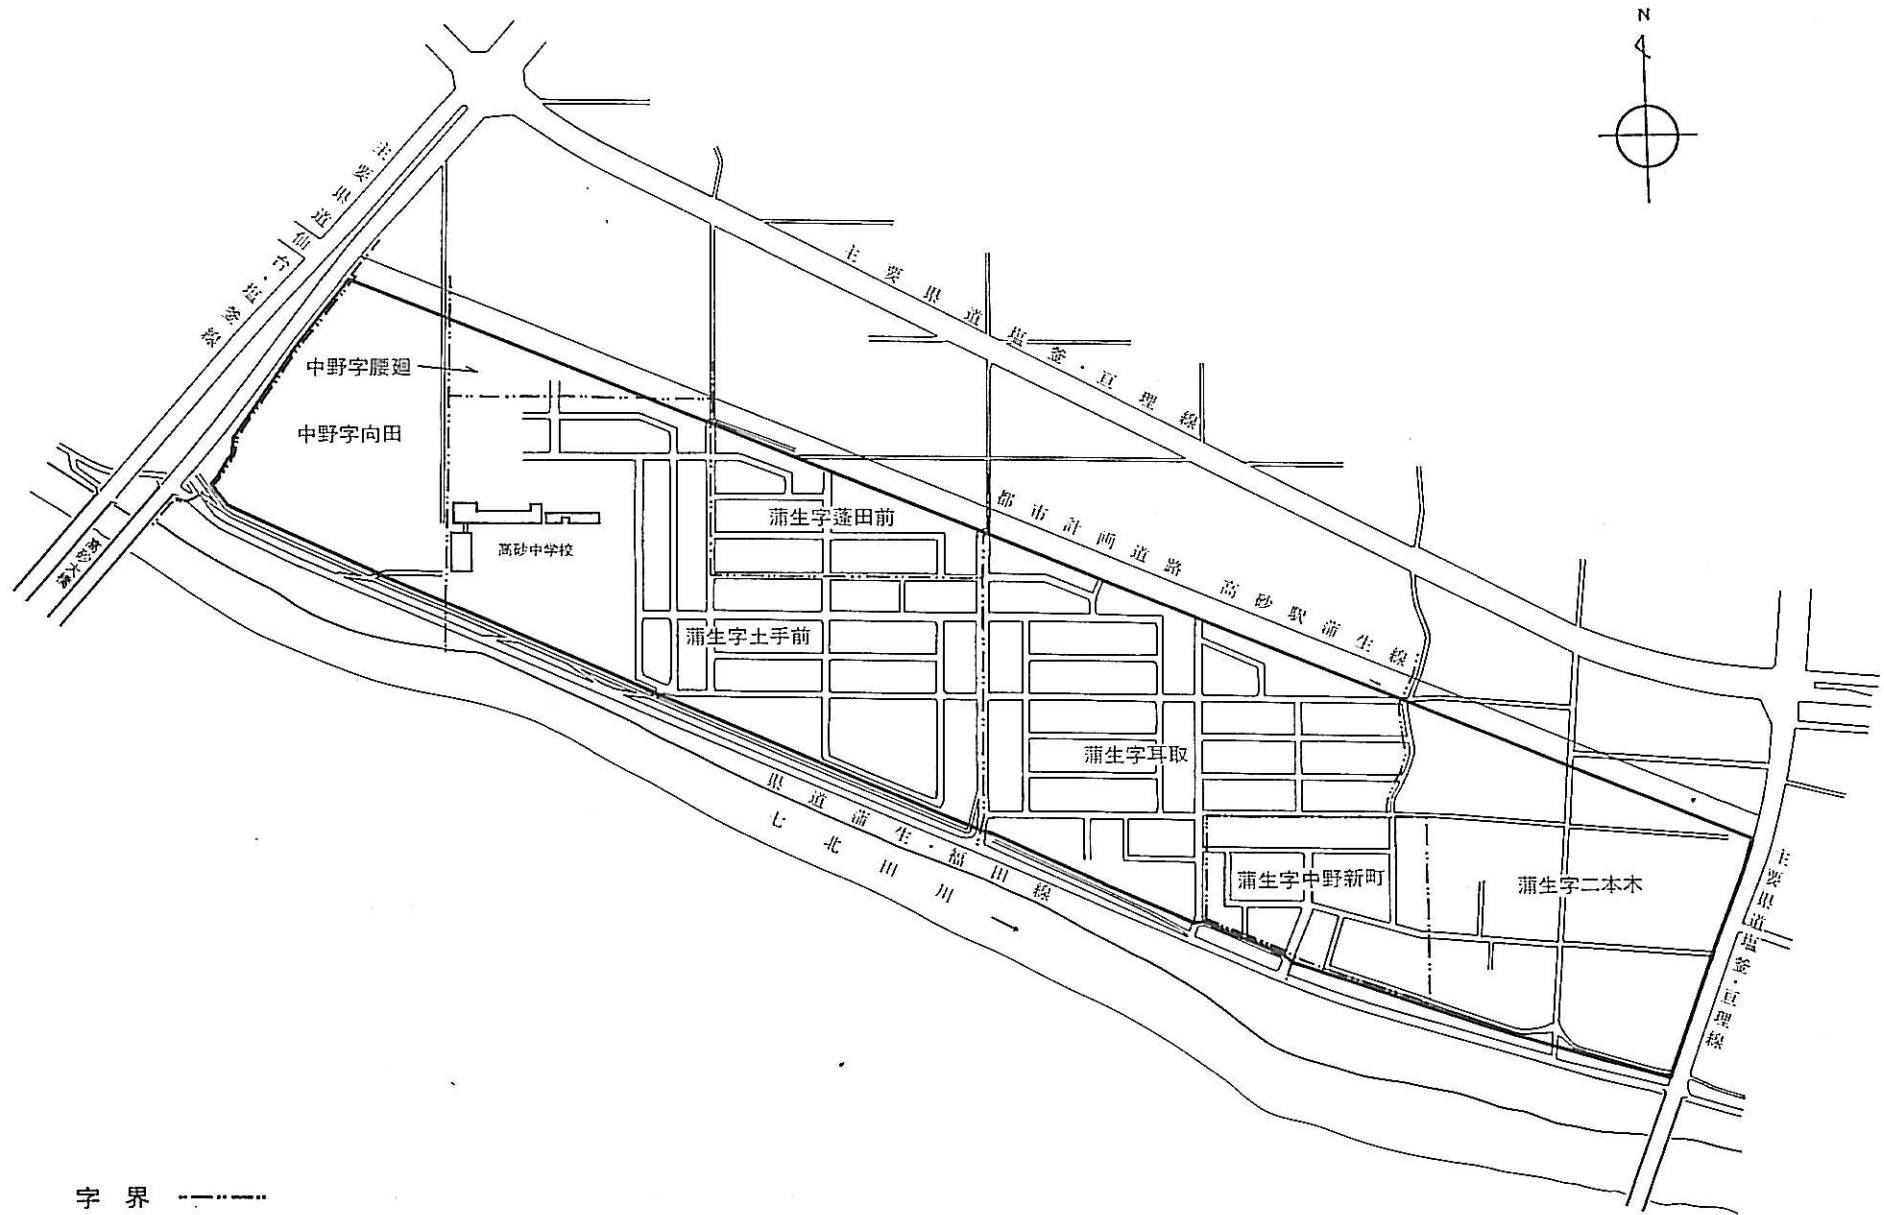 N
主要県道
仙台・塩釜線
主要県道塩釜・亘理線
中野字腰廻
中野字向田
都市計画道路 高砂駅蒲生線
蒲生字蓬田前
高砂中学校
高砂大橋
蒲生字土手前
蒲生字耳取
県道蒲生・福田線
七北田川
蒲生字中野新町
蒲生字二本木
主要県道塩釜・亘理線
字界